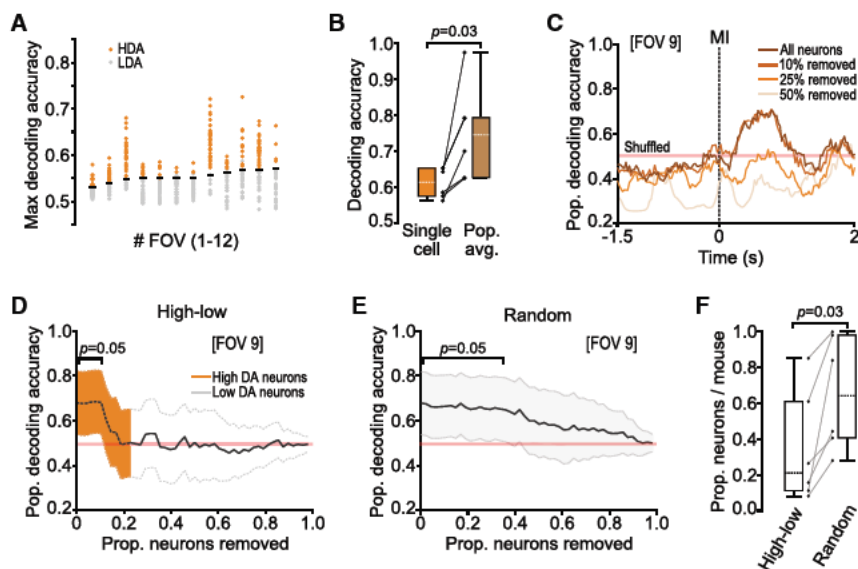 A
HDA
LDA
Max decoding accuracy
0.8
0.7
0.6
0.5
# FOV (1-12)
B
p=0.03
Decoding accuracy
1.0
0.9
0.8
0.7
0.6
0.5
Single cell
Pop. avg.
C
[FOV 9]
MI
All neurons
10% removed
25% removed
50% removed
Shuffled
Pop. decoding accuracy
1.0
0.8
0.6
0.4
0.2
-1.5
0
2
Time (s)
D
High-low
[FOV 9]
p=0.05
High DA neurons
Low DA neurons
Pop. decoding accuracy
1.0
0.8
0.6
0.4
0.2
0 0.2 0.4 0.6 0.8 1.0
Prop. neurons removed
E
Random
[FOV 9]
p=0.05
Pop. decoding accuracy
1.0
0.8
0.6
0.4
0.2
0 0.2 0.4 0.6 0.8 1.0
Prop. neurons removed
F
p=0.03
Prop. neurons / mouse
1.0
0.8
0.6
0.4
0.2
0
High-low
Random